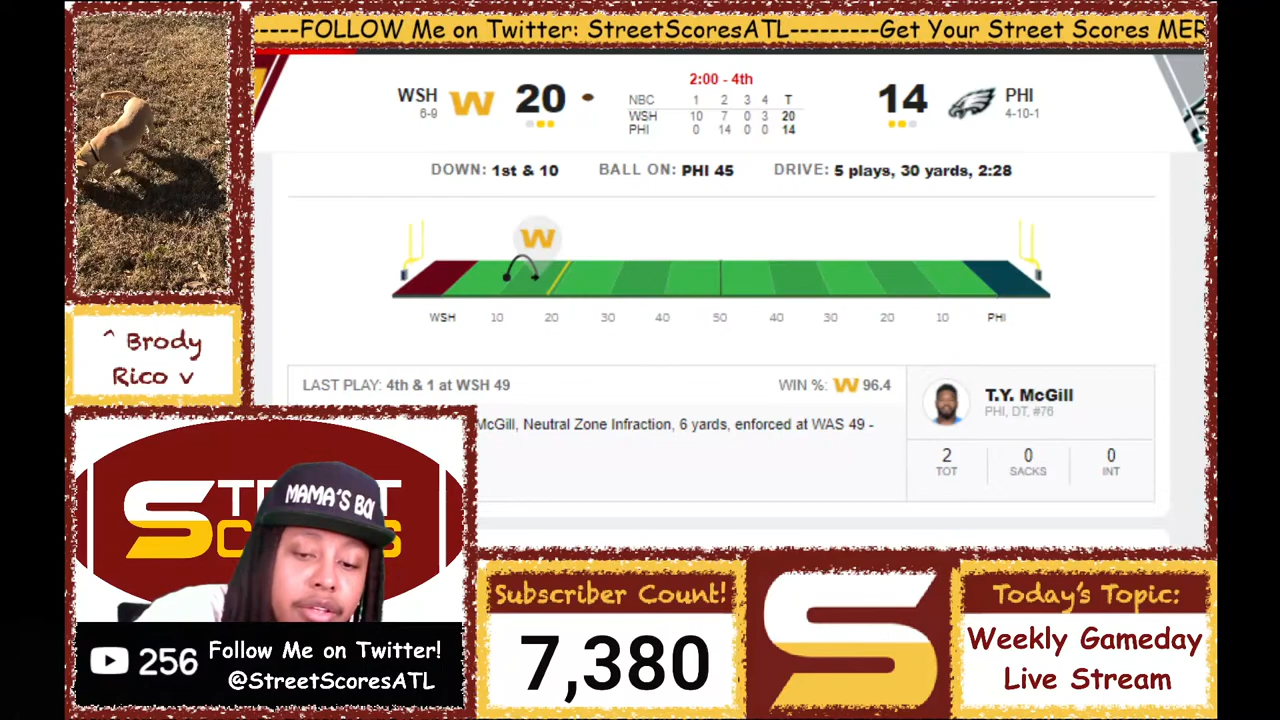 -----FOLLOW Me on Twitter: StreetScoresATL---------Get Your Street Scores MER
WSH
6-9
W
20
2:00 - 4th
NBC 1 2 3 4 T
WSH 10 7 0 3 20
PHI 0 14 0 0 14
14
PHI
4-10-1
DOWN: 1st & 10 BALL ON: PHI 45 DRIVE: 5 plays, 30 yards, 2:28
W
WSH 10 20 30 40 50 40 30 20 10 PHI
^ Brody
Rico v
LAST PLAY: 4th & 1 at WSH 49 WIN %: W 96.4
McGill, Neutral Zone Infraction, 6 yards, enforced at WAS 49 -
T.Y. McGill
PHI, DT, #76
2 0 0
TOT SACKS INT
MAMA'S BOI
256
Follow Me on Twitter!
@StreetScoresATL
Subscriber Count!
7,380
S
Today's Topic:
Weekly Gameday
Live Stream